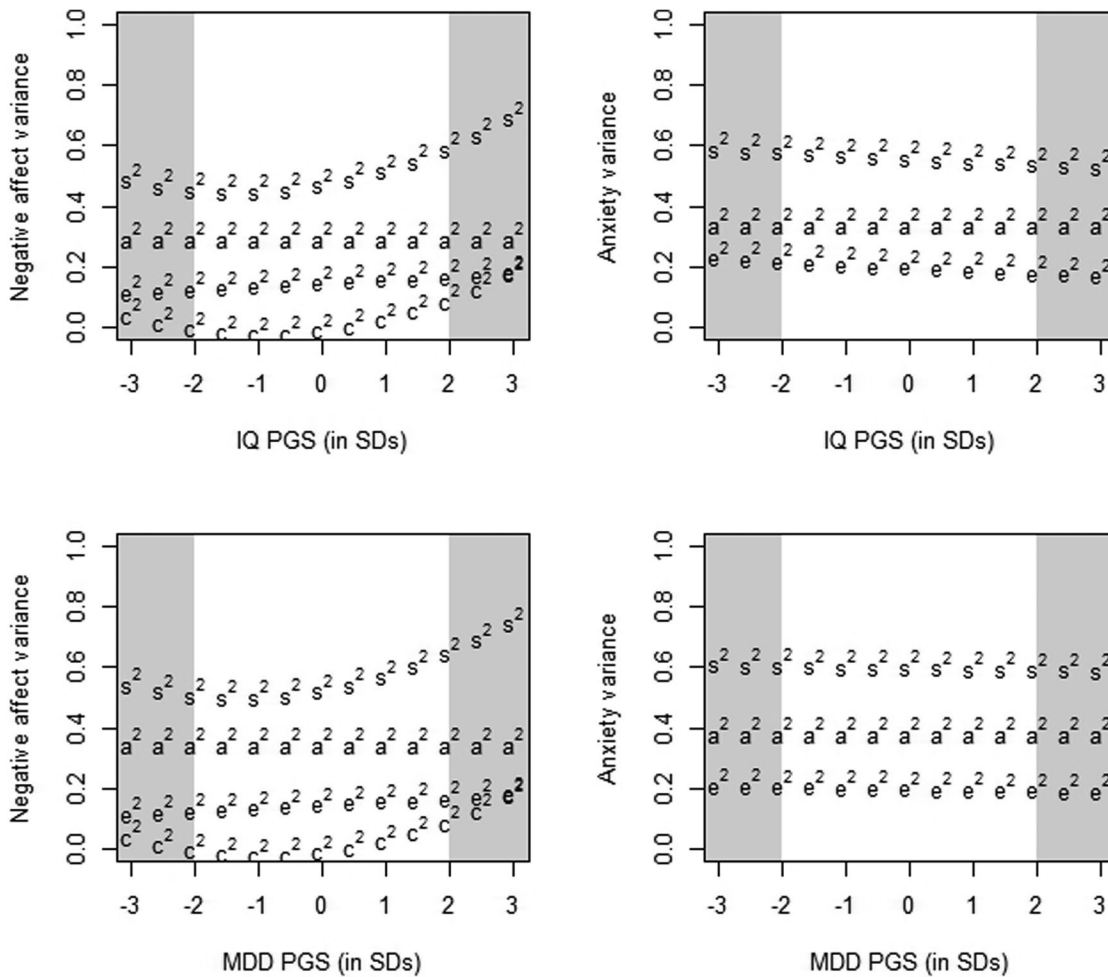 Negative affect variance
1.0
0.8
0.6
0.4
0.2
0.0
s² s² s² s² s² s² s² s² s² s² s² s² s²
a² a² a² a² a² a² a² a² a² a² a² a² a²
e² e² e² e² e² e² e² e² e² e² e² e² e²
c² c² c² c² c² c² c² c² c² c² c² c²
-3 -2 -1 0 1 2 3
IQ PGS (in SDs)
Anxiety variance
1.0
0.8
0.6
0.4
0.2
0.0
s² s² s² s² s² s² s² s² s² s² s² s² s²
a² a² a² a² a² a² a² a² a² a² a² a² a²
e² e² e² e² e² e² e² e² e² e² e² e² e²
-3 -2 -1 0 1 2 3
IQ PGS (in SDs)
Negative affect variance
1.0
0.8
0.6
0.4
0.2
0.0
s² s² s² s² s² s² s² s² s² s² s² s² s²
a² a² a² a² a² a² a² a² a² a² a² a² a²
e² e² e² e² e² e² e² e² e² e² e² e² e²
c² c² c² c² c² c² c² c² c² c² c² c²
-3 -2 -1 0 1 2 3
MDD PGS (in SDs)
Anxiety variance
1.0
0.8
0.6
0.4
0.2
0.0
s² s² s² s² s² s² s² s² s² s² s² s² s²
a² a² a² a² a² a² a² a² a² a² a² a² a²
e² e² e² e² e² e² e² e² e² e² e² e² e²
-3 -2 -1 0 1 2 3
MDD PGS (in SDs)